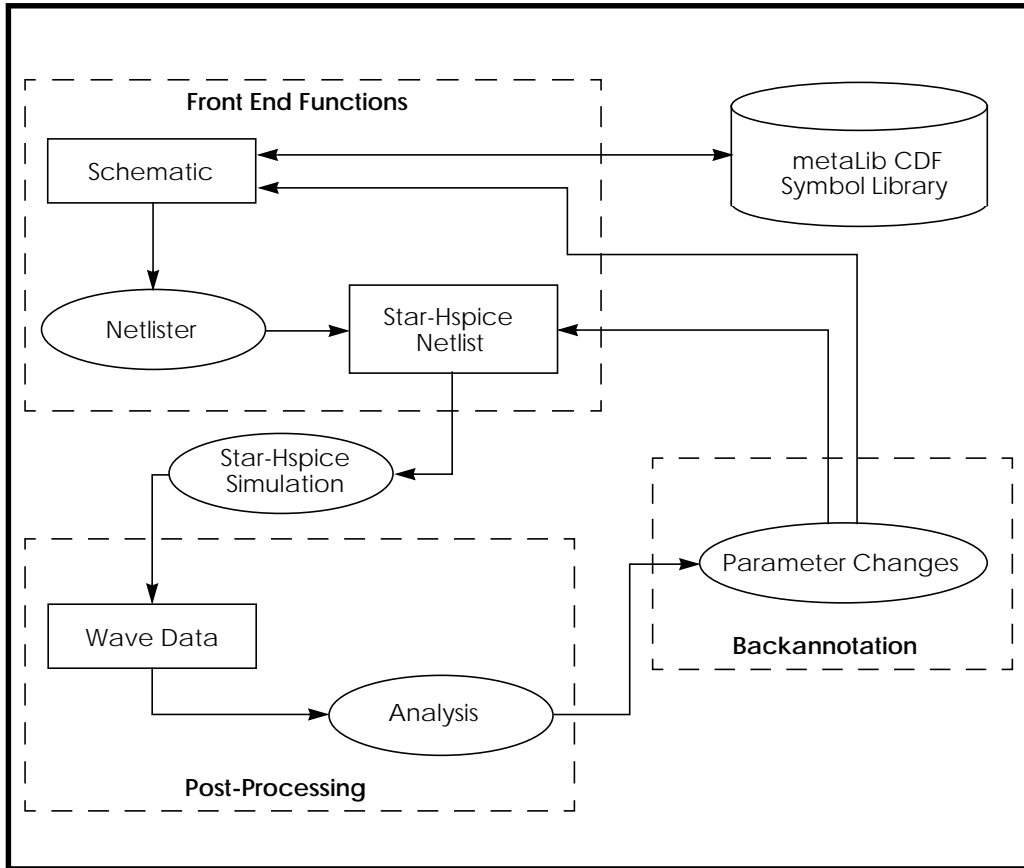 Front End Functions
Schematic
metaLib CDF
Symbol Library
Netlister
Star-Hspice
Netlist
Star-Hspice
Simulation
Parameter Changes
Backannotation
Wave Data
Analysis
Post-Processing